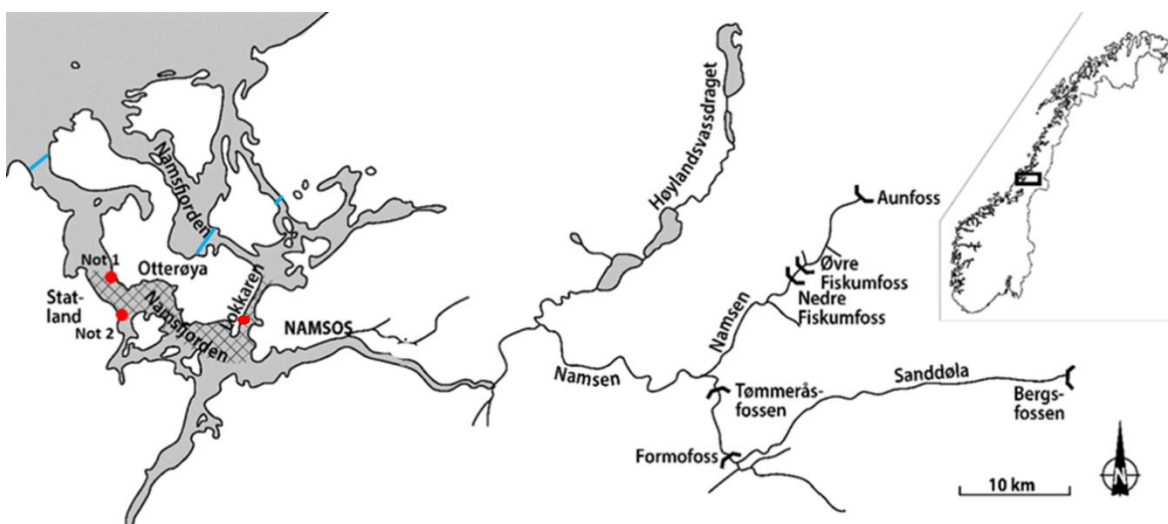 Namsfjorden
Høylandsvassdraget
Aunfoss
Not 1
Otterøya
Øvre
Fiskumfoss
Nedre
Fiskumfoss
Stat-
land
Not 2
Namsfjorden
Lokkaren
NAMSOS
Namsen
Namsen
Sanddøla
Tømmerås-
fossen
Bergs-
fossen
Formofoss
10 km
N